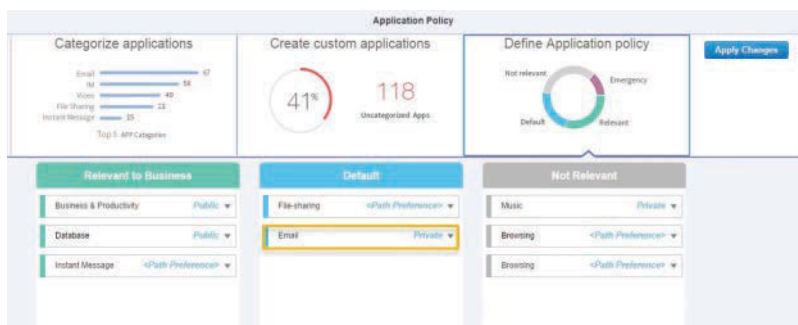 Application Policy
Categorize applications
Create custom applications
Define Application policy
Apply Changes
Email 67
IM 54
Video 40
File Sharing 23
Instant Message 15
Top 5 APP Categories
41%
118
Uncategorized Apps
Not relevant
Emergency
Default
Relevant
Relevant to Business
Default
Not Relevant
Business & Productivity Public
File-sharing <Path Preference>
Music Private
Database Public
Email Private
Browsing <Path Preference>
Instant Message <Path Preference>
Browsing <Path Preference>